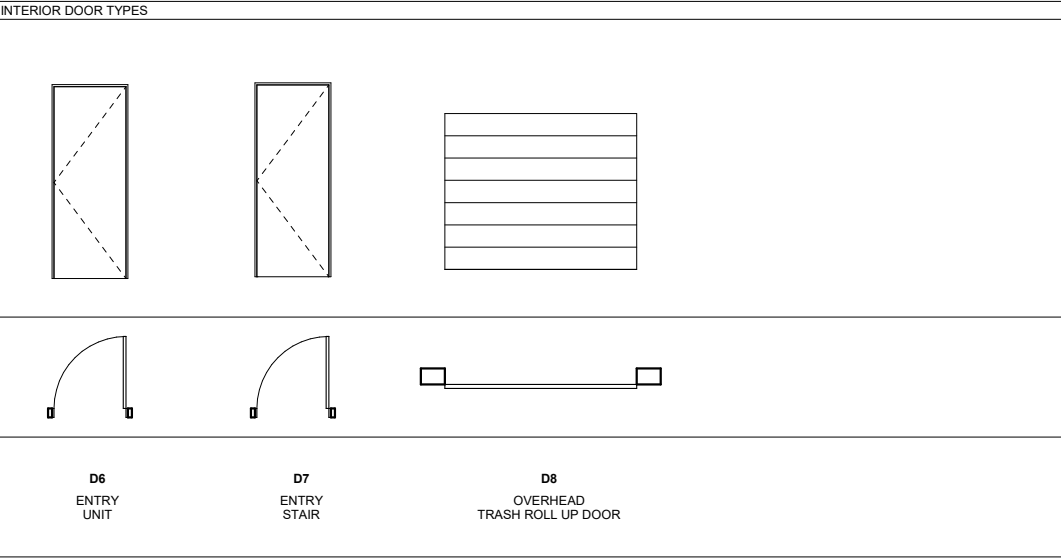 INTERIOR DOOR TYPES
D6
ENTRY
UNIT
D7
ENTRY
STAIR
D8
OVERHEAD
TRASH ROLL UP DOOR